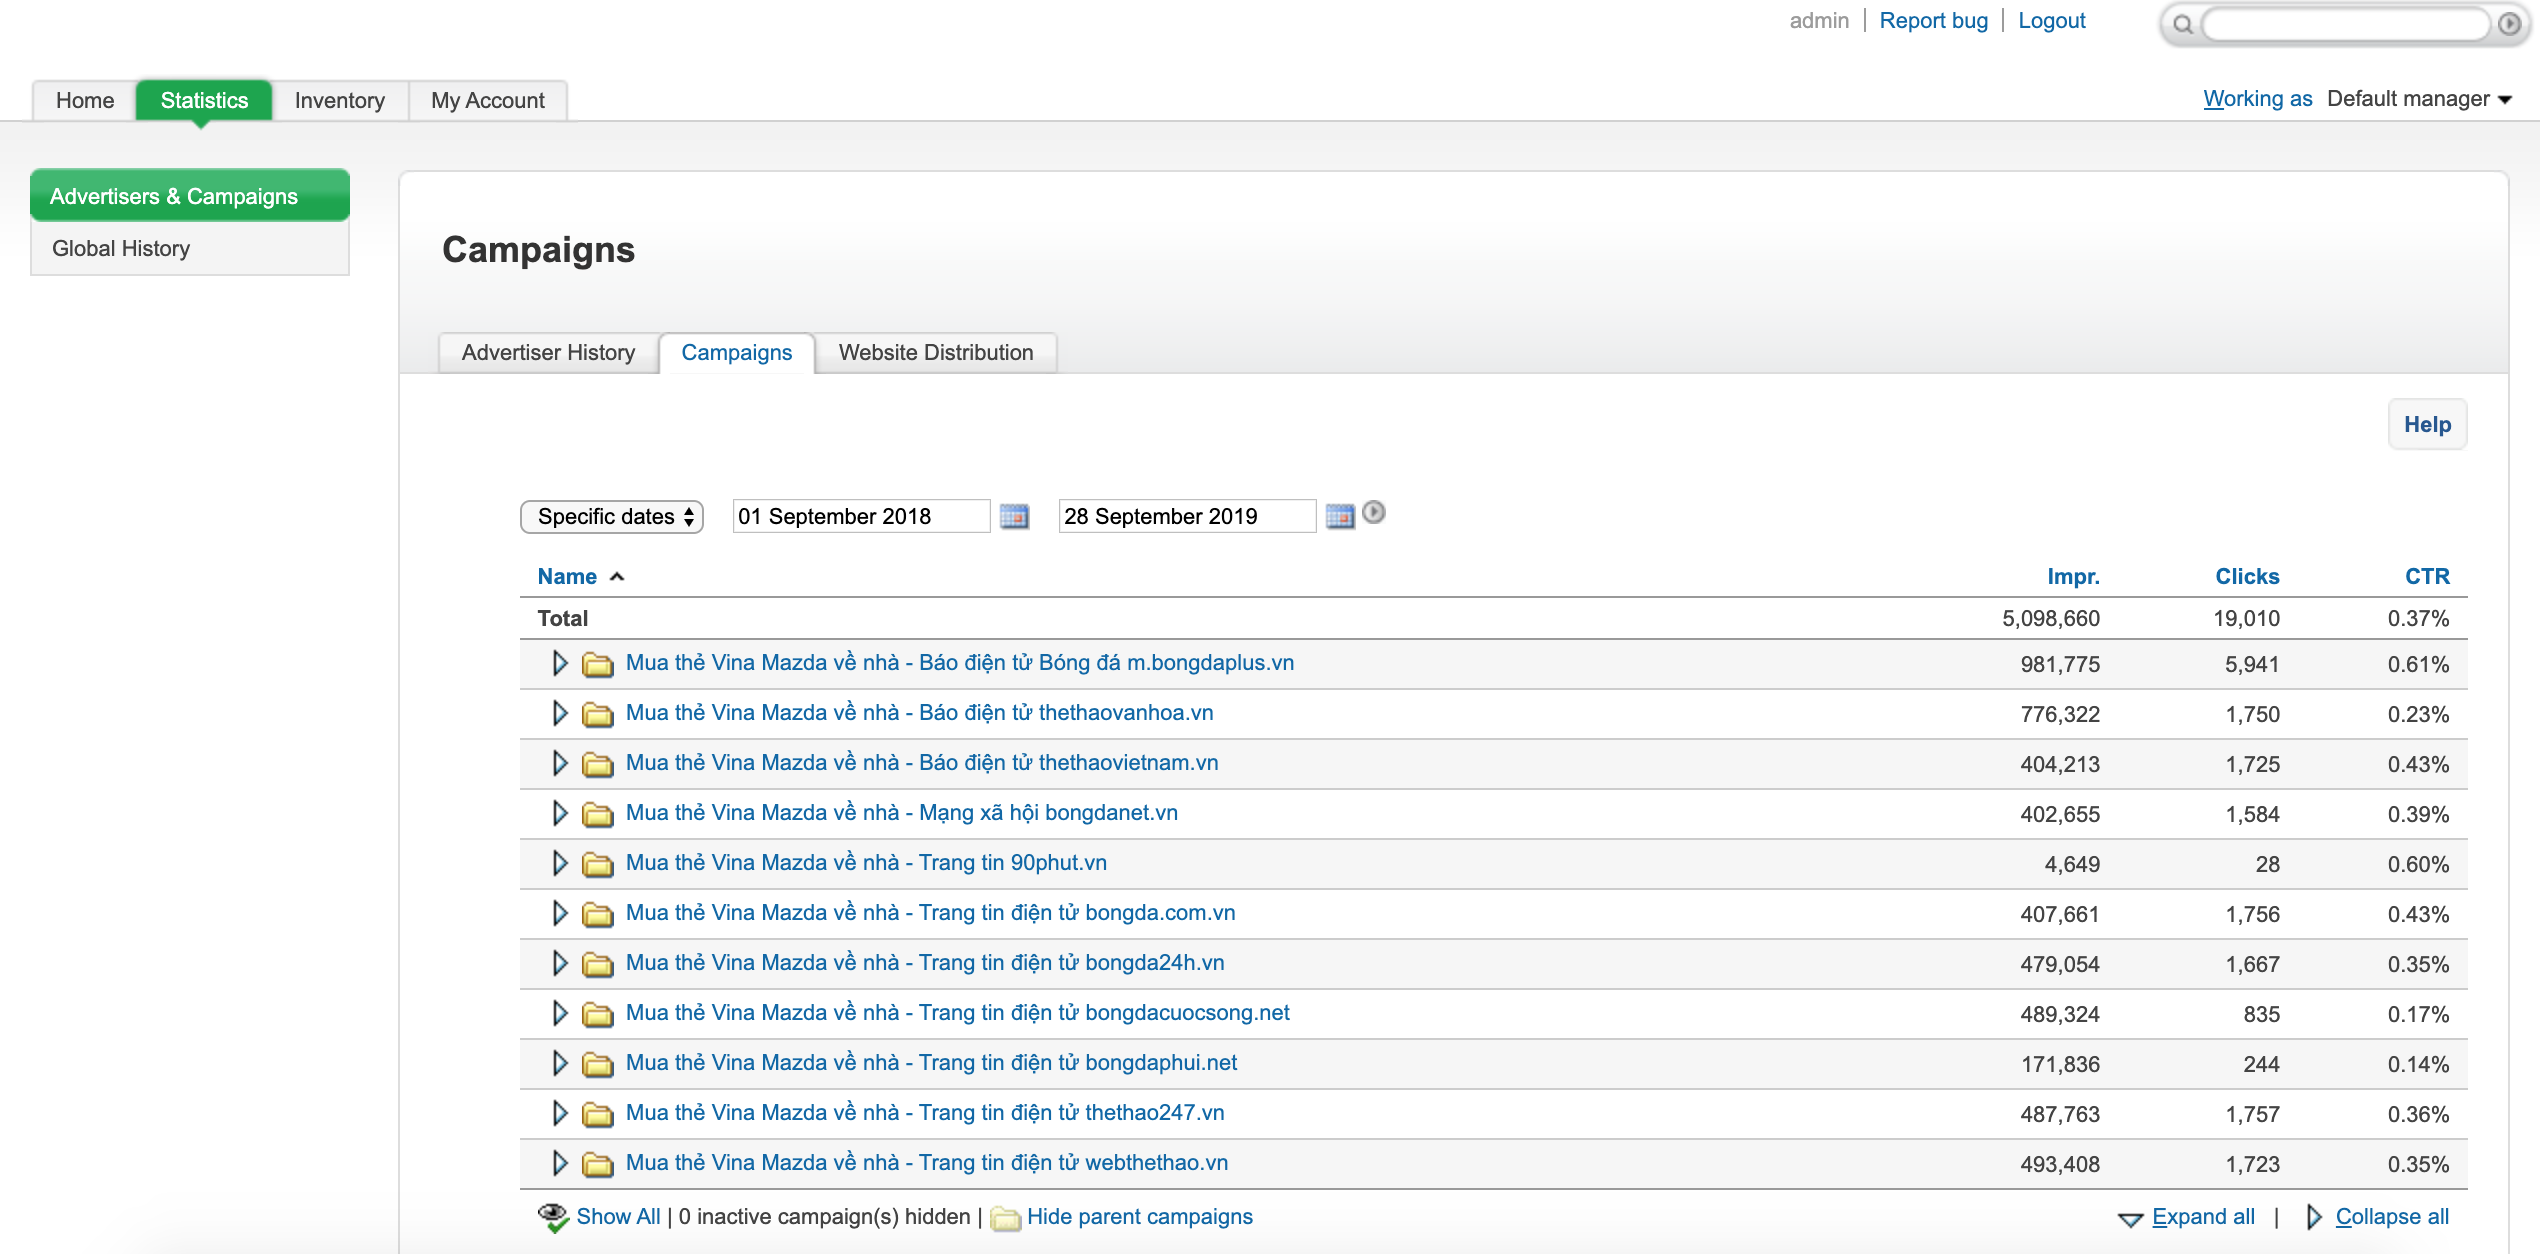 admin | Report bug | Logout
Home Statistics Inventory My Account
Working as Default manager
Advertisers & Campaigns
Global History
Campaigns
Advertiser History Campaigns Website Distribution
Help
Specific dates 01 September 2018 28 September 2019
Name Impr. Clicks CTR
Total 5,098,660 19,010 0.37%
Mua thẻ Vina Mazda về nhà - Báo điện tử Bóng đá m.bongdaplus.vn 981,775 5,941 0.61%
Mua thẻ Vina Mazda về nhà - Báo điện tử thethaovanhoa.vn 776,322 1,750 0.23%
Mua thẻ Vina Mazda về nhà - Báo điện tử thethaovietnam.vn 404,213 1,725 0.43%
Mua thẻ Vina Mazda về nhà - Mạng xã hội bongdanet.vn 402,655 1,584 0.39%
Mua thẻ Vina Mazda về nhà - Trang tin 90phut.vn 4,649 28 0.60%
Mua thẻ Vina Mazda về nhà - Trang tin điện tử bongda.com.vn 407,661 1,756 0.43%
Mua thẻ Vina Mazda về nhà - Trang tin điện tử bongda24h.vn 479,054 1,667 0.35%
Mua thẻ Vina Mazda về nhà - Trang tin điện tử bongdacuocsong.net 489,324 835 0.17%
Mua thẻ Vina Mazda về nhà - Trang tin điện tử bongdaphui.net 171,836 244 0.14%
Mua thẻ Vina Mazda về nhà - Trang tin điện tử thethao247.vn 487,763 1,757 0.36%
Mua thẻ Vina Mazda về nhà - Trang tin điện tử webthethao.vn 493,408 1,723 0.35%
Show All | 0 inactive campaign(s) hidden | Hide parent campaigns Expand all | Collapse all